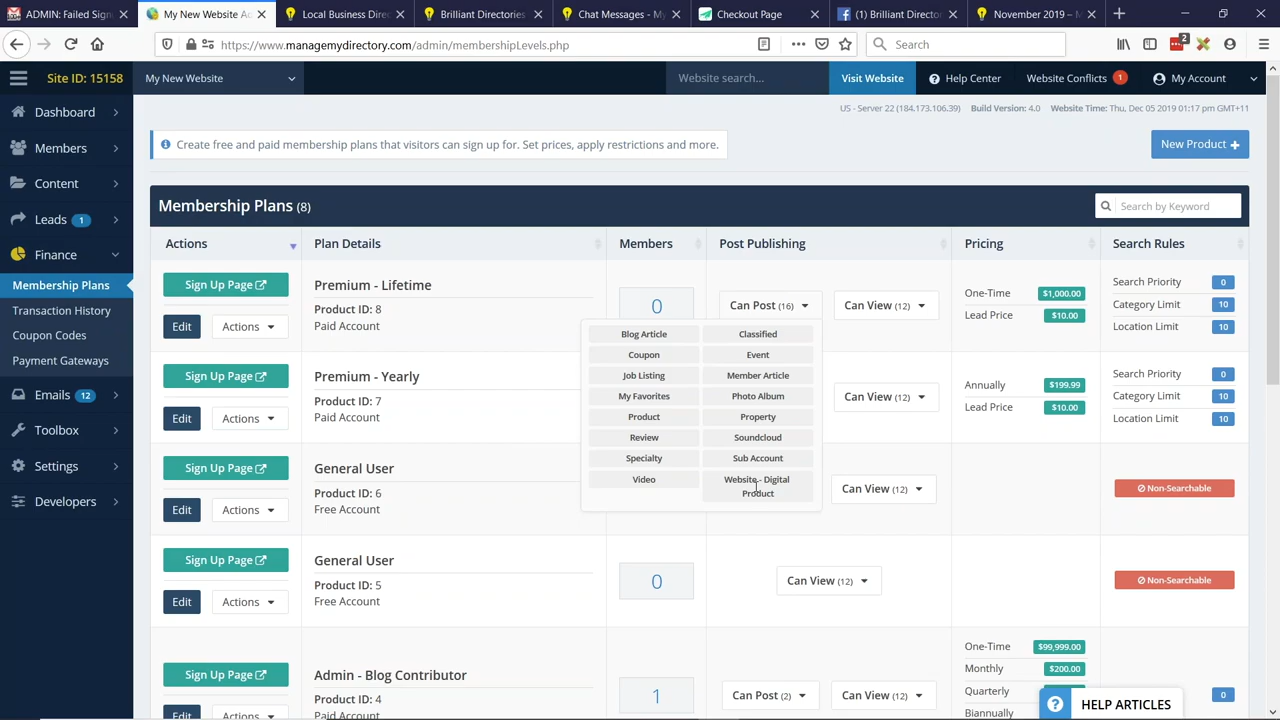 ADMIN: Failed Sign
My New Website Ad
Local Business Dire
Brilliant Directories
Chat Messages - My
Checkout Page
(3) Brilliant Directo
November 2019 – M
https://www.managemydirectory.com/admin/membershipLevels.php
Search
2
Site ID: 15158
My New Website
Website search...
Visit Website
Help Center
Website Conflicts 1
My Account
US - Server 22 (184.173.106.39) Build Version: 4.0 Website Time: Thu, Dec 05 2019 01:17 pm GMT+11
Dashboard
Members
Content
Leads 1
Finance
Membership Plans
Transaction History
Coupon Codes
Payment Gateways
Emails 12
Toolbox
Settings
Developers
Create free and paid membership plans that visitors can sign up for. Set prices, apply restrictions and more.
New Product +
Membership Plans (8)
Search by Keyword
Actions
Plan Details
Members
Post Publishing
Pricing
Search Rules
Sign Up Page
Edit
Actions
Premium - Lifetime
Product ID: 8
Paid Account
0
Can Post (16)
Can View (12)
One-Time $1,000.00
Lead Price $10.00
Search Priority 0
Category Limit 10
Location Limit 10
Blog Article
Classified
Coupon
Event
Job Listing
Member Article
My Favorites
Photo Album
Product
Property
Review
Soundcloud
Specialty
Sub Account
Video
Website - Digital
Product
Sign Up Page
Edit
Actions
Premium - Yearly
Product ID: 7
Paid Account
Can View (12)
Annually $199.99
Lead Price $10.00
Search Priority 0
Category Limit 10
Location Limit 10
Sign Up Page
Edit
Actions
General User
Product ID: 6
Free Account
Can View (12)
Non-Searchable
Sign Up Page
Edit
Actions
General User
Product ID: 5
Free Account
0
Can View (12)
Non-Searchable
Sign Up Page
Edit
Actions
Admin - Blog Contributor
Product ID: 4
Paid Account
1
Can Post (2)
Can View (12)
One-Time $99,999.00
Monthly $200.00
Quarterly
Biannually
0
HELP ARTICLES